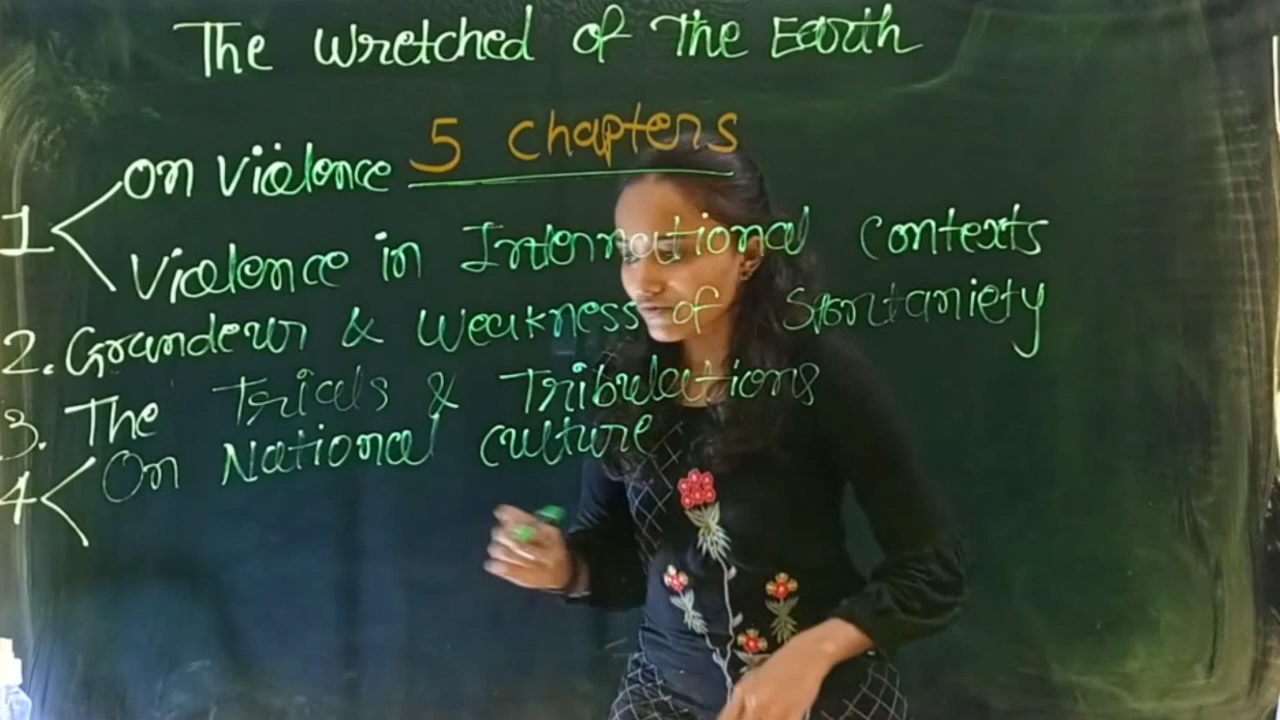 The Wretched of The Earth
5 chapters
1 On Violence
Violence in International Contexts
2. Grandeur & Weakness of Spontaniety
3. The Trials & Tribulations
4 On National culture